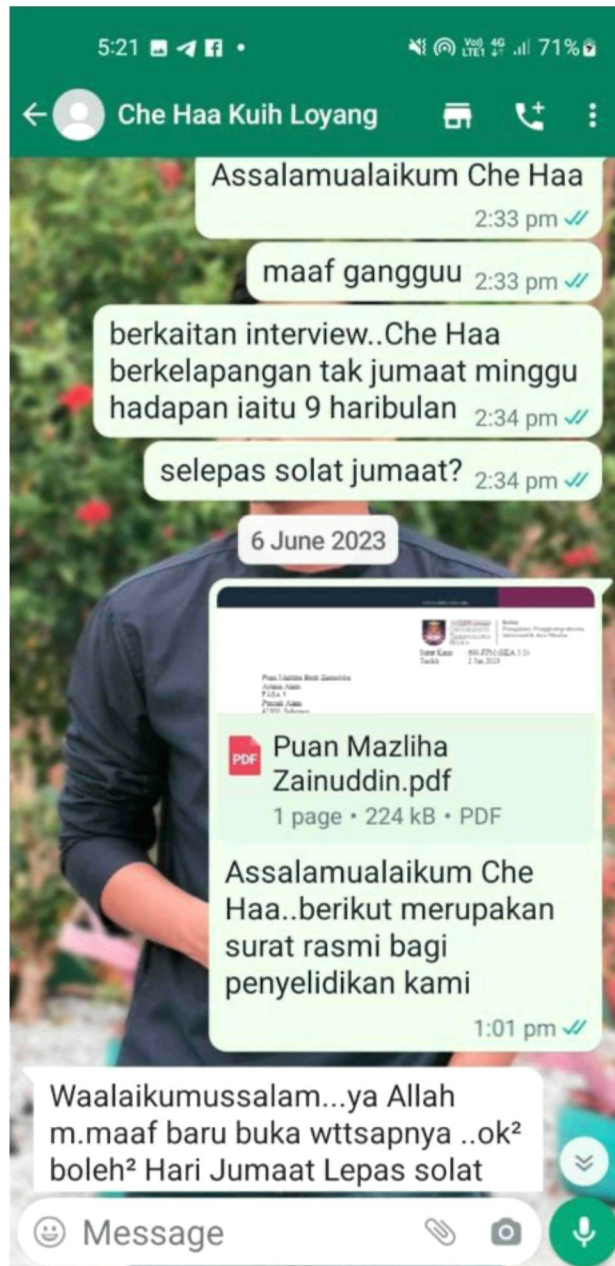 5:21
Vo)) 4G
LTE1
71%
Che Haa Kuih Loyang
Assalamualaikum Che Haa
2:33 pm
maaf gangguu 2:33 pm
berkaitan interview..Che Haa
berkelapangan tak jumaat minggu
hadapan iaitu 9 haribulan 2:34 pm
selepas solat jumaat? 2:34 pm
6 June 2023
PDF
Puan Mazliha
Zainuddin.pdf
1 page • 224 kB • PDF
Assalamualaikum Che
Haa..berikut merupakan
surat rasmi bagi
penyelidikan kami
1:01 pm
Waalaikumussalam...ya Allah
m.maaf baru buka wttsapnya ..ok²
boleh² Hari Jumaat Lepas solat
Message